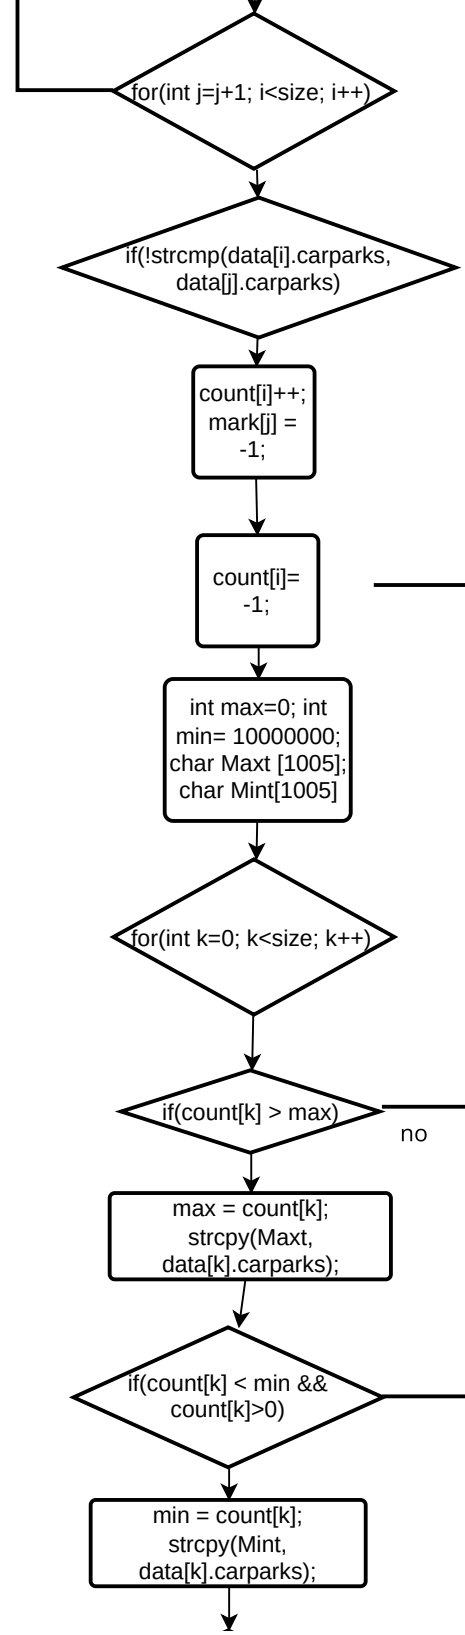 for(int j=j+1; i<size; i++)
if(!strcmp(data[i].carparks,
data[j].carparks)
count[i]++;
mark[j] =
-1;
count[i]=
-1;
int max=0; int
min= 10000000;
char Maxt [1005];
char Mint[1005]
for(int k=0; k<size; k++)
if(count[k] > max)
no
max = count[k];
strcpy(Maxt,
data[k].carparks);
if(count[k] < min &&
count[k]>0)
min = count[k];
strcpy(Mint,
data[k].carparks);